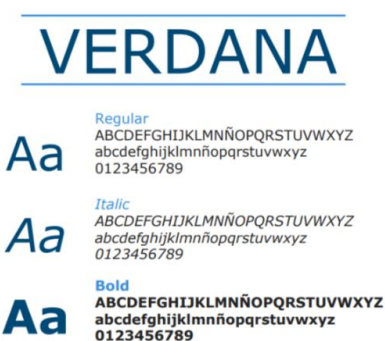 VERDANA
Regular
Aa
ABCDEFGHIJKLMNÑOPQRSTUVWXYZ
abcdefghijklmnñopqrstuvwxyz
0123456789
Italic
Aa
ABCDEFGHIJKLMNÑOPQRSTUVWXYZ
abcdefghijklmnñopqrstuvwxyz
0123456789
Bold
Aa
ABCDEFGHIJKLMNÑOPQRSTUVWXYZ
abcdefghijklmnñopqrstuvwxyz
0123456789